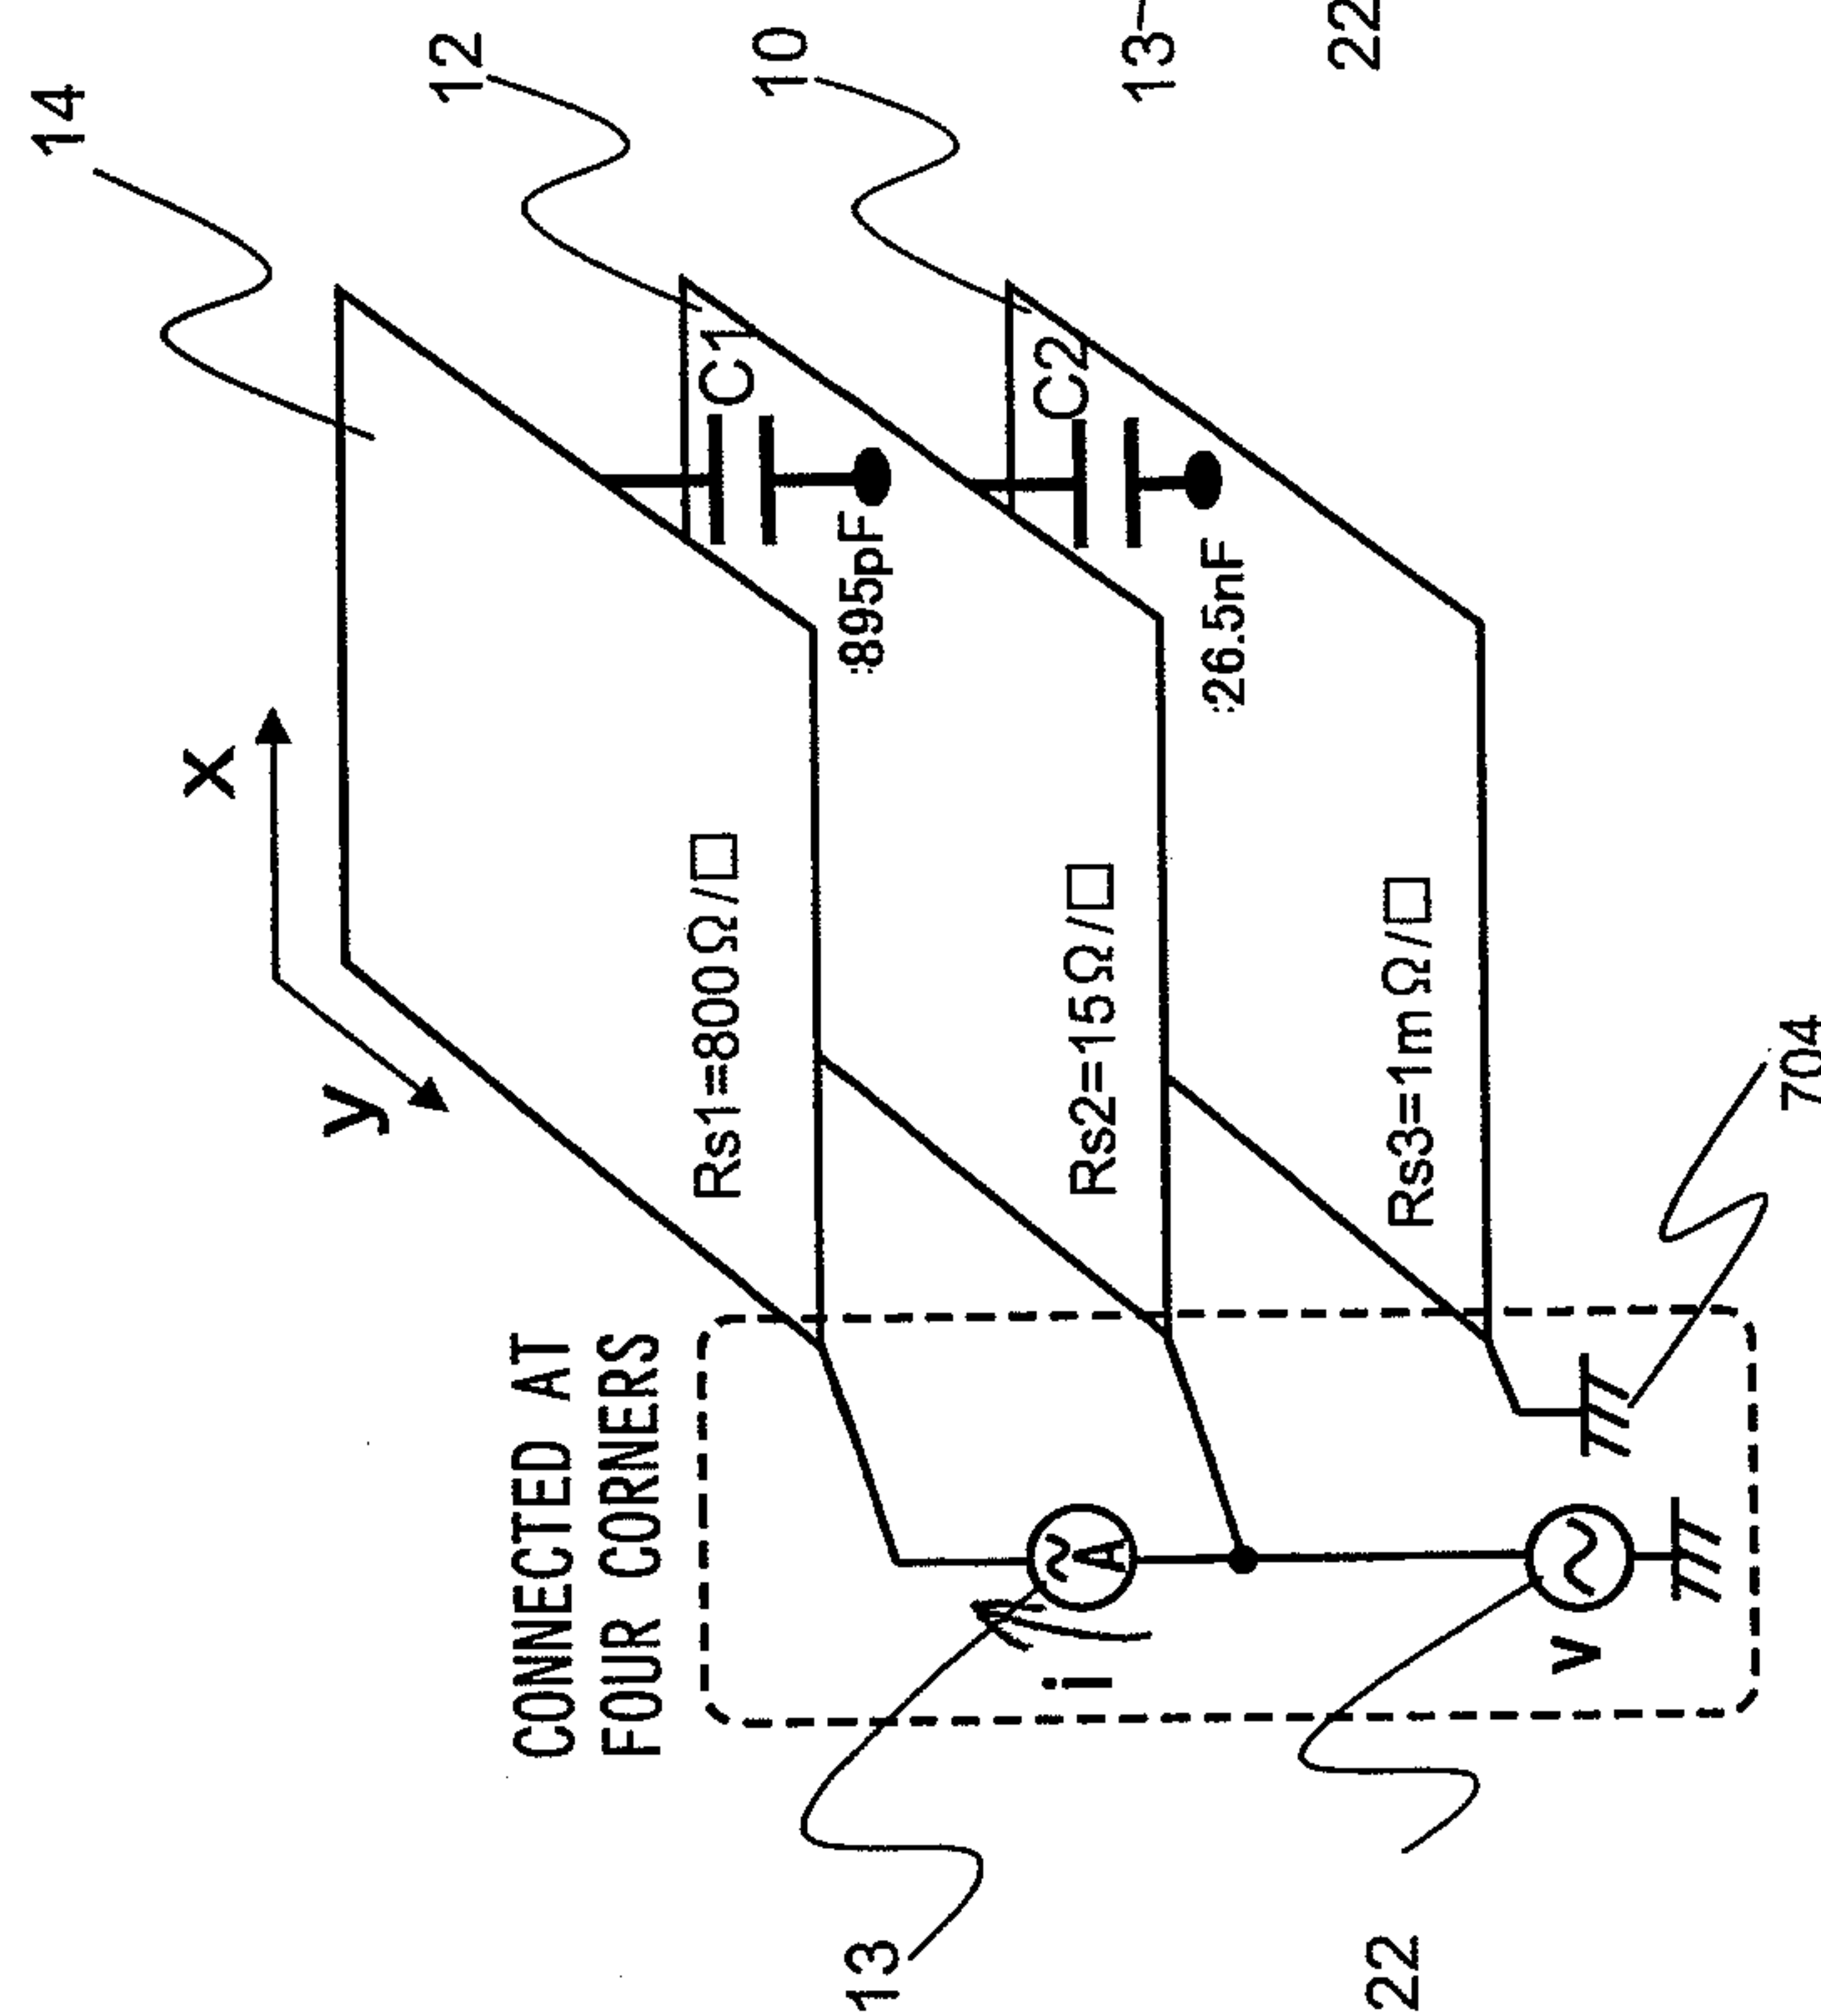 14
12
10
13
22
x
y
C1
:895pF
C2
:26.5nF
Rs1=800Ω/□
Rs2=15Ω/□
Rs3=1mΩ/□
704
CONNECTED AT
FOUR CORNERS
A
i
v
13
22